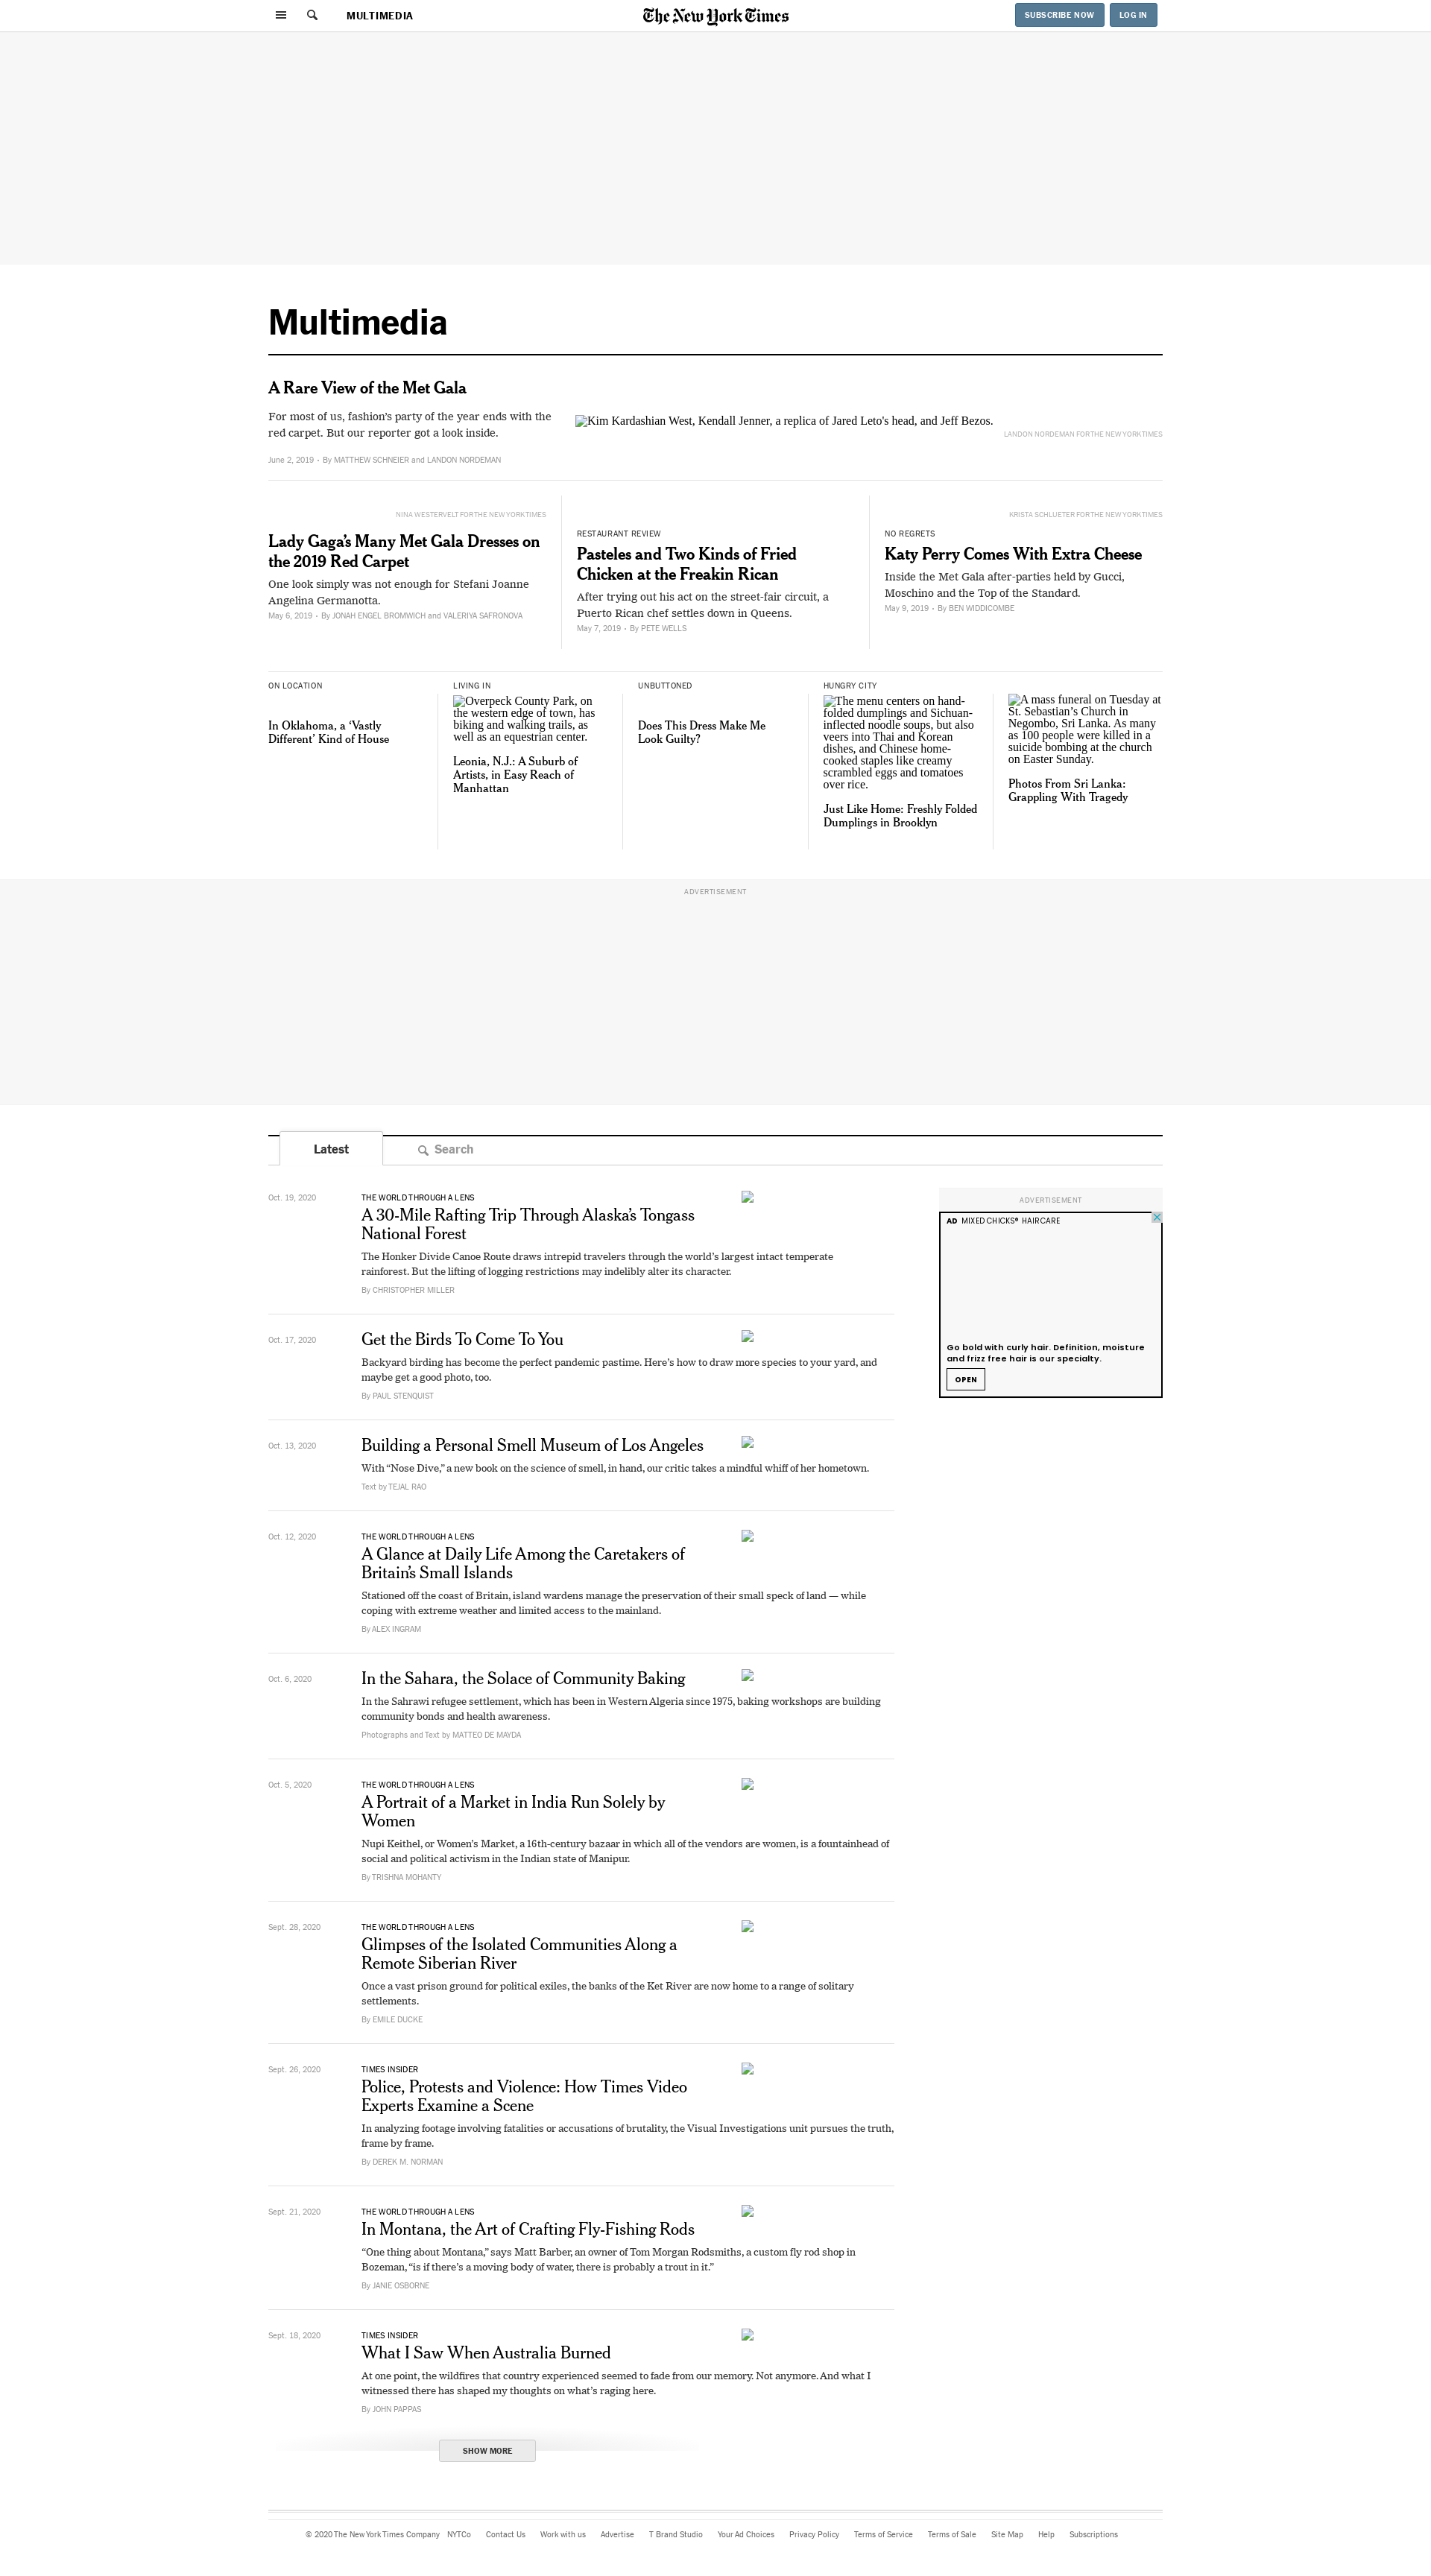 MULTIMEDIA
The New York Times
SUBSCRIBE NOW
LOG IN
Multimedia
A Rare View of the Met Gala
For most of us, fashion’s party of the year ends with the
red carpet. But our reporter got a look inside.
June 2, 2019 • By MATTHEW SCHNEIER and LANDON NORDEMAN
Kim Kardashian West, Kendall Jenner, a replica of Jared Leto's head, and Jeff Bezos.
LANDON NORDEMAN FOR THE NEW YORK TIMES
NINA WESTERVELT FOR THE NEW YORK TIMES
Lady Gaga’s Many Met Gala Dresses on
the 2019 Red Carpet
One look simply was not enough for Stefani Joanne
Angelina Germanotta.
May 6, 2019 • By JONAH ENGEL BROMWICH and VALERIYA SAFRONOVA
RESTAURANT REVIEW
Pasteles and Two Kinds of Fried
Chicken at the Freakin Rican
After trying out his act on the street-fair circuit, a
Puerto Rican chef settles down in Queens.
May 7, 2019 • By PETE WELLS
KRISTA SCHLUETER FOR THE NEW YORK TIMES
NO REGRETS
Katy Perry Comes With Extra Cheese
Inside the Met Gala after-parties held by Gucci,
Moschino and the Top of the Standard.
May 9, 2019 • By BEN WIDDICOMBE
ON LOCATION
In Oklahoma, a ‘Vastly
Different’ Kind of House
LIVING IN
Overpeck County Park, on
the western edge of town, has
biking and walking trails, as
well as an equestrian center.
Leonia, N.J.: A Suburb of
Artists, in Easy Reach of
Manhattan
UNBUTTONED
Does This Dress Make Me
Look Guilty?
HUNGRY CITY
The menu centers on hand-
folded dumplings and Sichuan-
inflected noodle soups, but also
veers into Thai and Korean
dishes, and Chinese home-
cooked staples like creamy
scrambled eggs and tomatoes
over rice.
Just Like Home: Freshly Folded
Dumplings in Brooklyn
A mass funeral on Tuesday at
St. Sebastian’s Church in
Negombo, Sri Lanka. As many
as 100 people were killed in a
suicide bombing at the church
on Easter Sunday.
Photos From Sri Lanka:
Grappling With Tragedy
ADVERTISEMENT
Latest
Search
Oct. 19, 2020
THE WORLD THROUGH A LENS
A 30-Mile Rafting Trip Through Alaska’s Tongass
National Forest
The Honker Divide Canoe Route draws intrepid travelers through the world’s largest intact temperate
rainforest. But the lifting of logging restrictions may indelibly alter its character.
By CHRISTOPHER MILLER
ADVERTISEMENT
AD MIXED CHICKS® HAIRCARE
Go bold with curly hair. Definition, moisture
and frizz free hair is our specialty.
OPEN
Oct. 17, 2020
Get the Birds To Come To You
Backyard birding has become the perfect pandemic pastime. Here’s how to draw more species to your yard, and
maybe get a good photo, too.
By PAUL STENQUIST
Oct. 13, 2020
Building a Personal Smell Museum of Los Angeles
With “Nose Dive,” a new book on the science of smell, in hand, our critic takes a mindful whiff of her hometown.
Text by TEJAL RAO
Oct. 12, 2020
THE WORLD THROUGH A LENS
A Glance at Daily Life Among the Caretakers of
Britain’s Small Islands
Stationed off the coast of Britain, island wardens manage the preservation of their small speck of land — while
coping with extreme weather and limited access to the mainland.
By ALEX INGRAM
Oct. 6, 2020
In the Sahara, the Solace of Community Baking
In the Sahrawi refugee settlement, which has been in Western Algeria since 1975, baking workshops are building
community bonds and health awareness.
Photographs and Text by MATTEO DE MAYDA
Oct. 5, 2020
THE WORLD THROUGH A LENS
A Portrait of a Market in India Run Solely by
Women
Nupi Keithel, or Women’s Market, a 16th-century bazaar in which all of the vendors are women, is a fountainhead of
social and political activism in the Indian state of Manipur.
By TRISHNA MOHANTY
Sept. 28, 2020
THE WORLD THROUGH A LENS
Glimpses of the Isolated Communities Along a
Remote Siberian River
Once a vast prison ground for political exiles, the banks of the Ket River are now home to a range of solitary
settlements.
By EMILE DUCKE
Sept. 26, 2020
TIMES INSIDER
Police, Protests and Violence: How Times Video
Experts Examine a Scene
In analyzing footage involving fatalities or accusations of brutality, the Visual Investigations unit pursues the truth,
frame by frame.
By DEREK M. NORMAN
Sept. 21, 2020
THE WORLD THROUGH A LENS
In Montana, the Art of Crafting Fly-Fishing Rods
“One thing about Montana,” says Matt Barber, an owner of Tom Morgan Rodsmiths, a custom fly rod shop in
Bozeman, “is if there’s a moving body of water, there is probably a trout in it.”
By JANIE OSBORNE
Sept. 18, 2020
TIMES INSIDER
What I Saw When Australia Burned
At one point, the wildfires that country experienced seemed to fade from our memory. Not anymore. And what I
witnessed there has shaped my thoughts on what’s raging here.
By JOHN PAPPAS
SHOW MORE
© 2020 The New York Times Company NYTCo Contact Us Work with us Advertise T Brand Studio Your Ad Choices Privacy Policy Terms of Service Terms of Sale Site Map Help Subscriptions